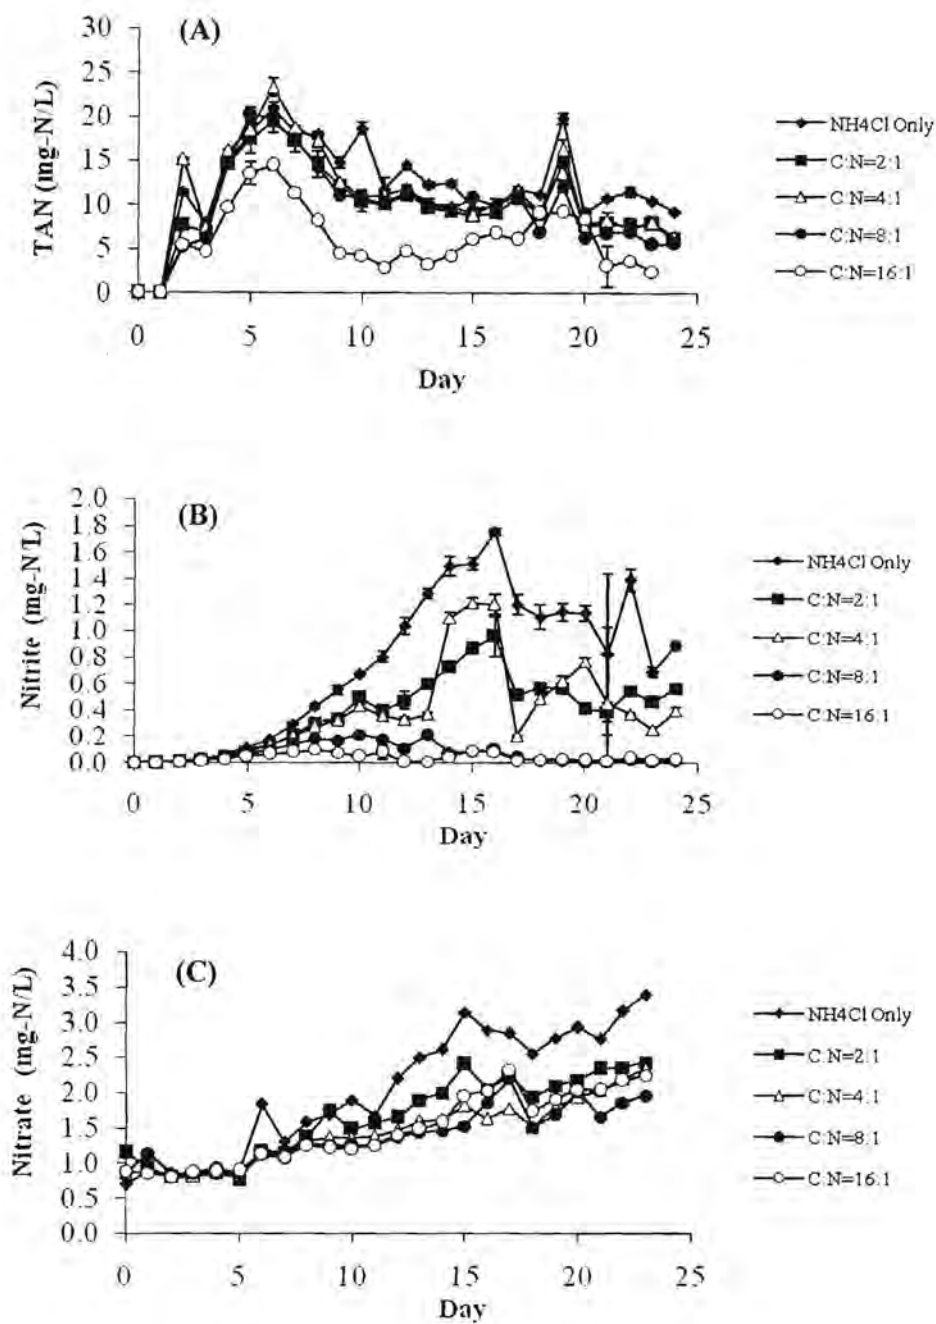 (A)
TAN (mg-N/L)
30
25
20
15
10
5
0
0 5 10 15 20 25
Day
NH4Cl Only
C:N=2:1
C:N=4:1
C:N=8:1
C:N=16:1
(B)
Nitrite (mg-N/L)
2.0
1.8
1.6
1.4
1.2
1.0
0.8
0.6
0.4
0.2
0.0
0 5 10 15 20 25
Day
NH4Cl Only
C:N=2:1
C:N=4:1
C:N=8:1
C:N=16:1
(C)
Nitrate (mg-N/L)
4.0
3.5
3.0
2.5
2.0
1.5
1.0
0.5
0.0
0 5 10 15 20 25
Day
NH4Cl Only
C:N=2:1
C:N=4:1
C:N=8:1
C:N=16:1